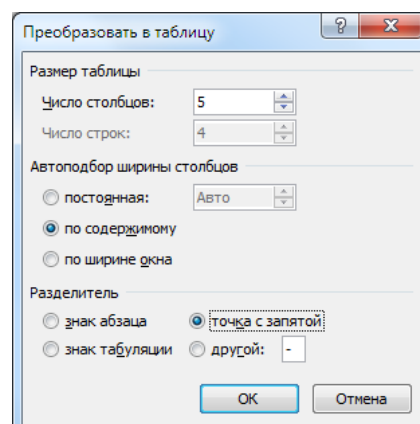 Преобразовать в таблицу
Размер таблицы
Число столбцов: 5
Число строк: 4
Автоподбор ширины столбцов
постоянная: Авто
по содержимому
по ширине окна
Разделитель
знак абзаца точка с запятой
знак табуляции другой: -
ОК Отмена